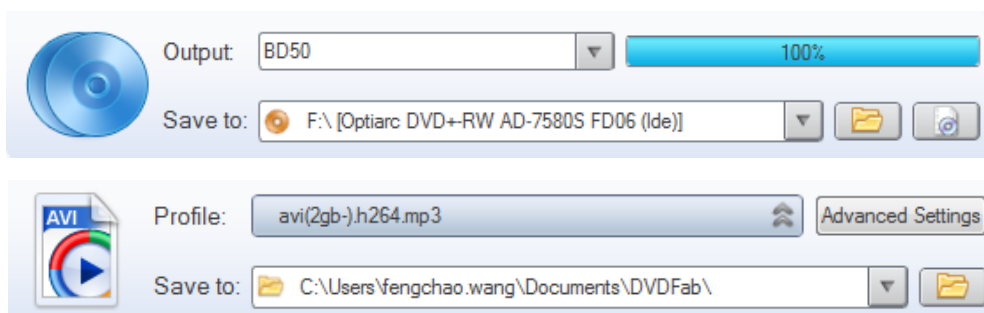 Output: BD50 100%
Save to: F:\ [Optiarc DVD+-RW AD-7580S FD06 (Ide)]
AVI Profile: avi(2gb-).h264.mp3 Advanced Settings
Save to: C:\Users\fengchao.wang\Documents\DVDFab\